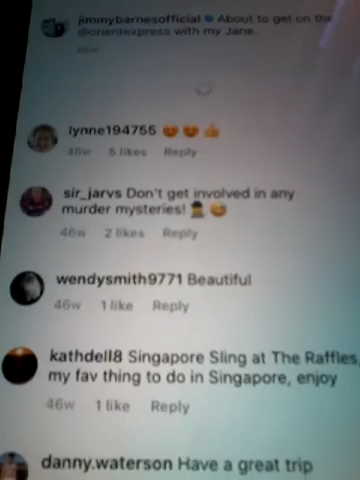 jimmybarnesofficial About to get on the
@orientexpress with my Jane.
46w
lynne194755 😍😍👍
46w 5 likes Reply
sir_jarvs Don't get involved in any
murder mysteries! 🕵️😅
46w 2 likes Reply
wendysmith9771 Beautiful
46w 1 like Reply
kathdell8 Singapore Sling at The Raffles,
my fav thing to do in Singapore, enjoy
46w 1 like Reply
danny.waterson Have a great trip